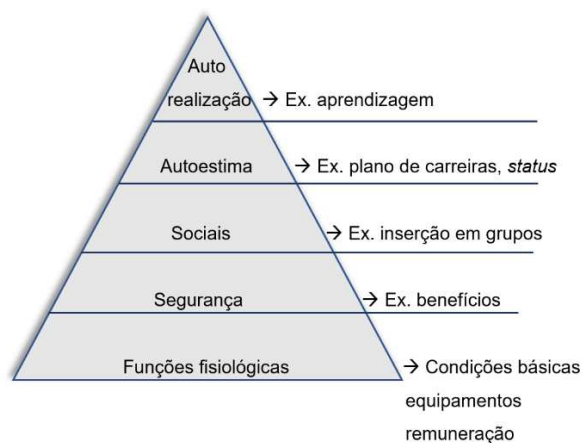 Auto
realização → Ex. aprendizagem
Autoestima → Ex. plano de carreiras, status
Sociais → Ex. inserção em grupos
Segurança → Ex. benefícios
Funções fisiológicas → Condições básicas
equipamentos
remuneração